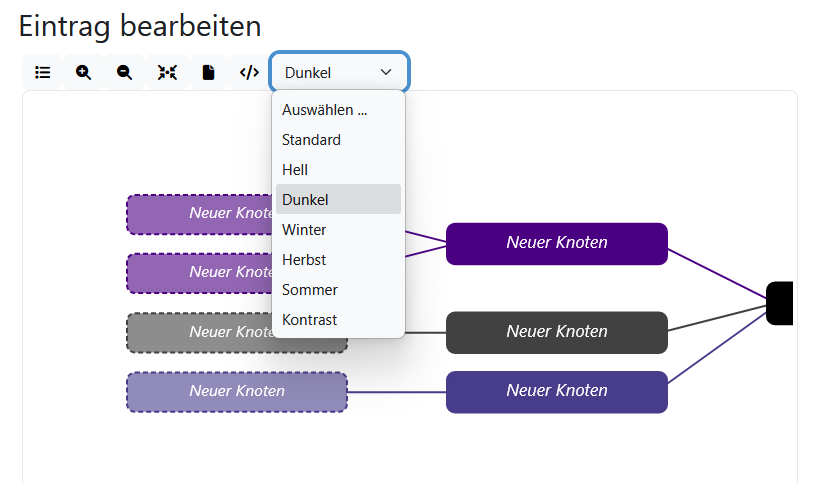 Eintrag bearbeiten
Dunkel
Auswählen ...
Standard
Hell
Dunkel
Winter
Herbst
Sommer
Kontrast
Neuer Knote
Neuer Knote
Neuer Knote
Neuer Knoten
Neuer Knoten
Neuer Knoten
Neuer Knoten